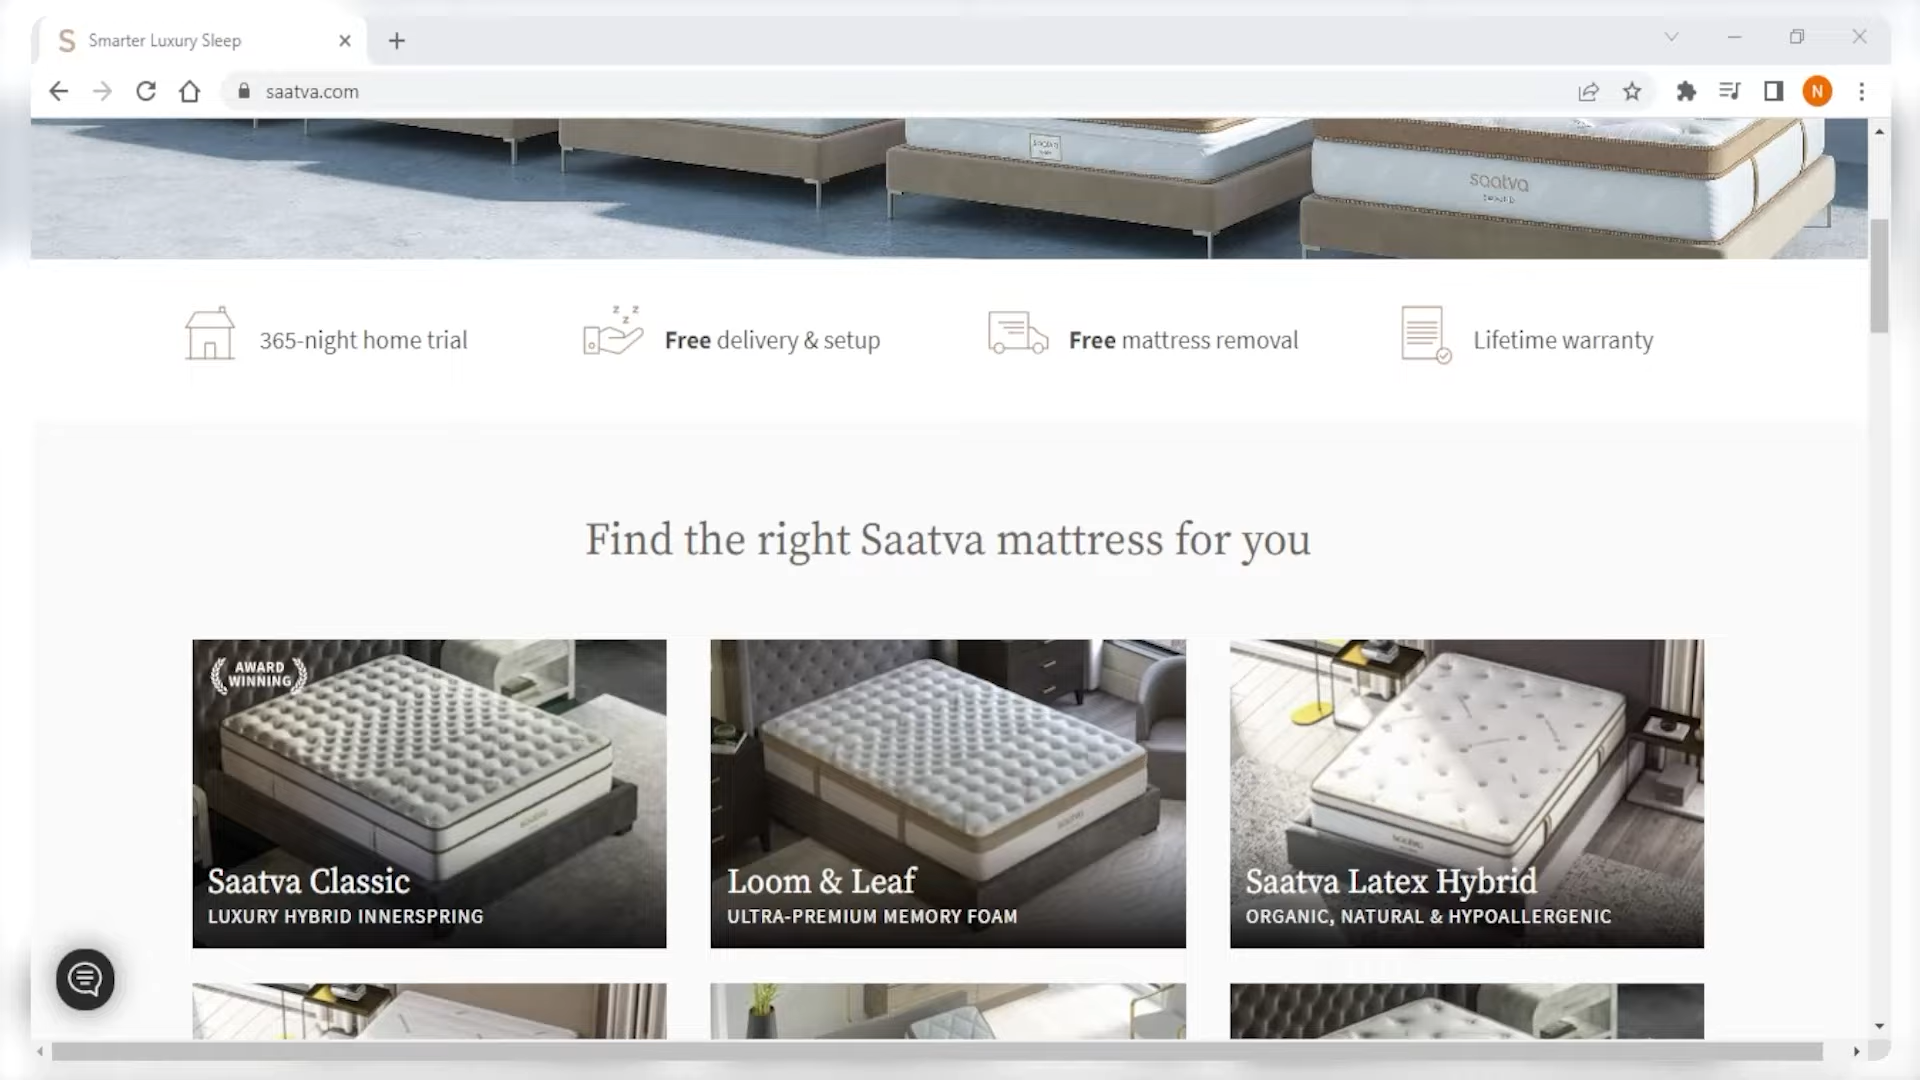 Smarter Luxury Sleep
saatva.com
N
saatva
365-night home trial
z z z
Free delivery & setup
Free mattress removal
Lifetime warranty
Find the right Saatva mattress for you
AWARD
WINNING
Saatva Classic
LUXURY HYBRID INNERSPRING
Loom & Leaf
ULTRA-PREMIUM MEMORY FOAM
Saatva Latex Hybrid
ORGANIC, NATURAL & HYPOALLERGENIC